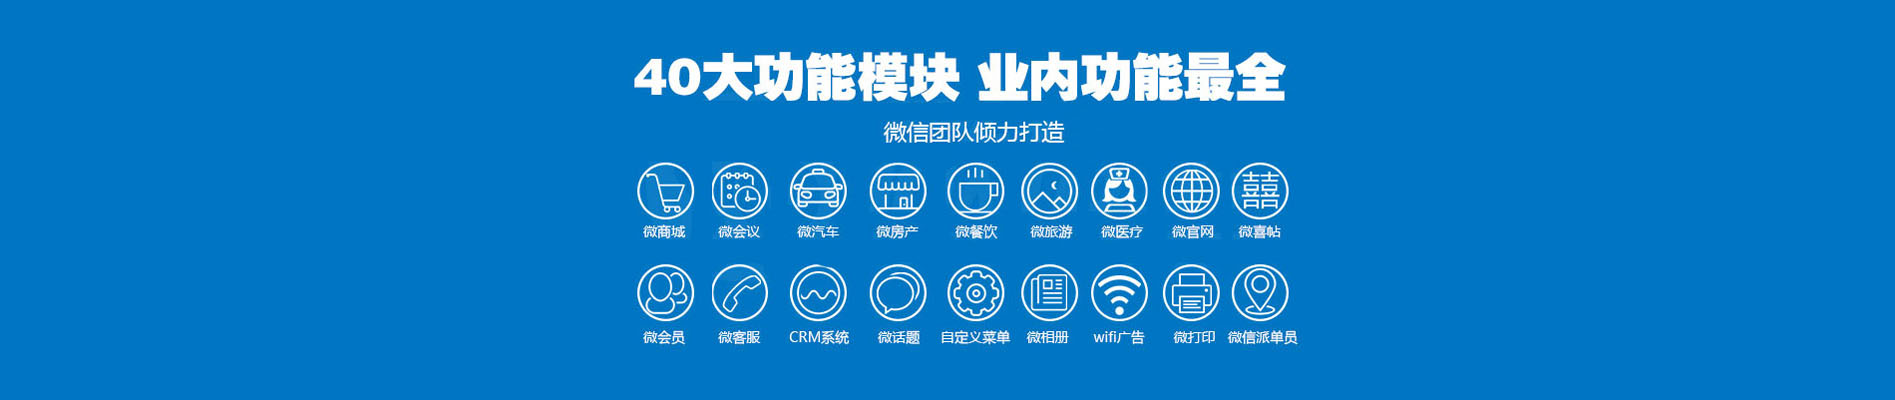 40大功能模块 业内功能最全
微信团队倾力打造
微商城 微会议 微汽车 微房产 微餐饮 微旅游 微医疗 微官网 微喜帖
微会员 微客服 CRM系统 微话题 自定义菜单 微相册 wifi广告 微打印 微信派单员